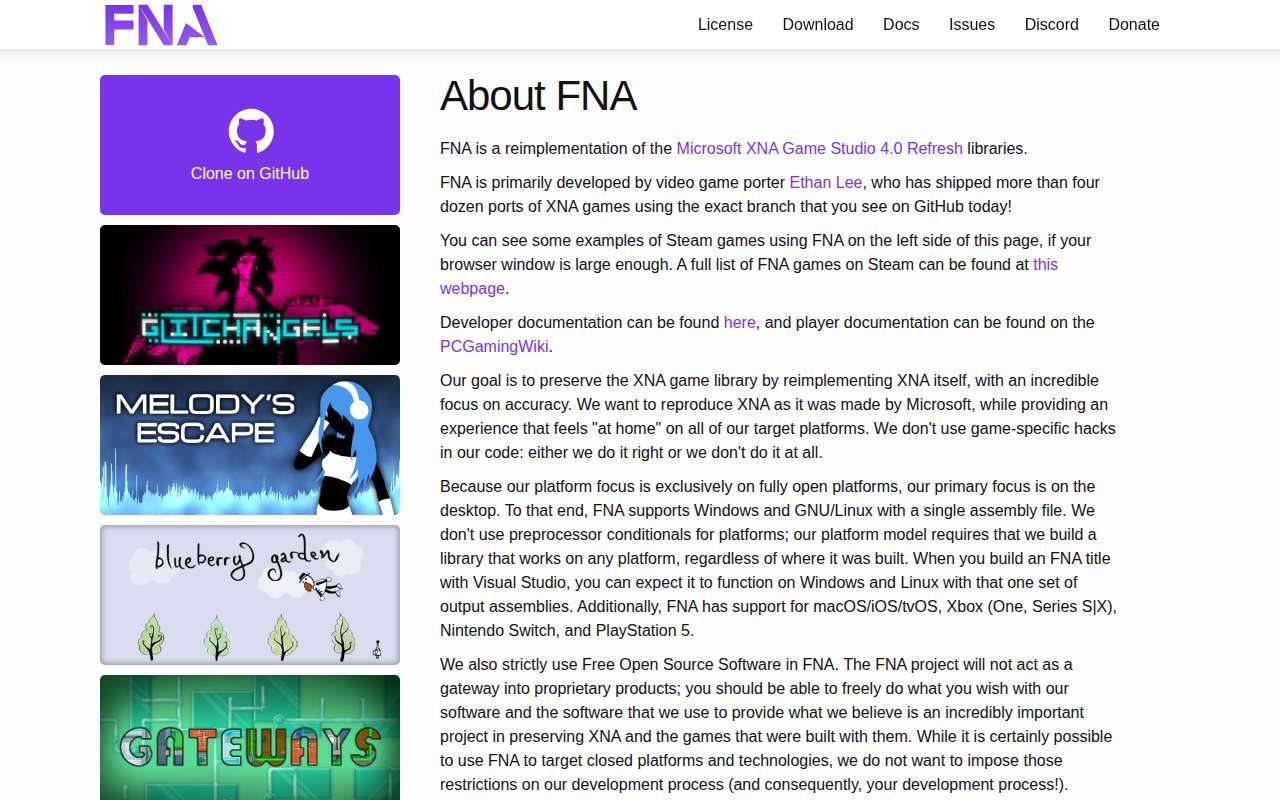 FNA
License Download Docs Issues Discord Donate
Clone on GitHub
GLITCHANGELS
MELODY'S
ESCAPE
blueberry garden
GATEWAYS
About FNA
FNA is a reimplementation of the Microsoft XNA Game Studio 4.0 Refresh libraries.
FNA is primarily developed by video game porter Ethan Lee, who has shipped more than four
dozen ports of XNA games using the exact branch that you see on GitHub today!
You can see some examples of Steam games using FNA on the left side of this page, if your
browser window is large enough. A full list of FNA games on Steam can be found at this
webpage.
Developer documentation can be found here, and player documentation can be found on the
PCGamingWiki.
Our goal is to preserve the XNA game library by reimplementing XNA itself, with an incredible
focus on accuracy. We want to reproduce XNA as it was made by Microsoft, while providing an
experience that feels "at home" on all of our target platforms. We don't use game-specific hacks
in our code: either we do it right or we don't do it at all.
Because our platform focus is exclusively on fully open platforms, our primary focus is on the
desktop. To that end, FNA supports Windows and GNU/Linux with a single assembly file. We
don't use preprocessor conditionals for platforms; our platform model requires that we build a
library that works on any platform, regardless of where it was built. When you build an FNA title
with Visual Studio, you can expect it to function on Windows and Linux with that one set of
output assemblies. Additionally, FNA has support for macOS/iOS/tvOS, Xbox (One, Series S|X),
Nintendo Switch, and PlayStation 5.
We also strictly use Free Open Source Software in FNA. The FNA project will not act as a
gateway into proprietary products; you should be able to freely do what you wish with our
software and the software that we use to provide what we believe is an incredibly important
project in preserving XNA and the games that were built with them. While it is certainly possible
to use FNA to target closed platforms and technologies, we do not want to impose those
restrictions on our development process (and consequently, your development process!).